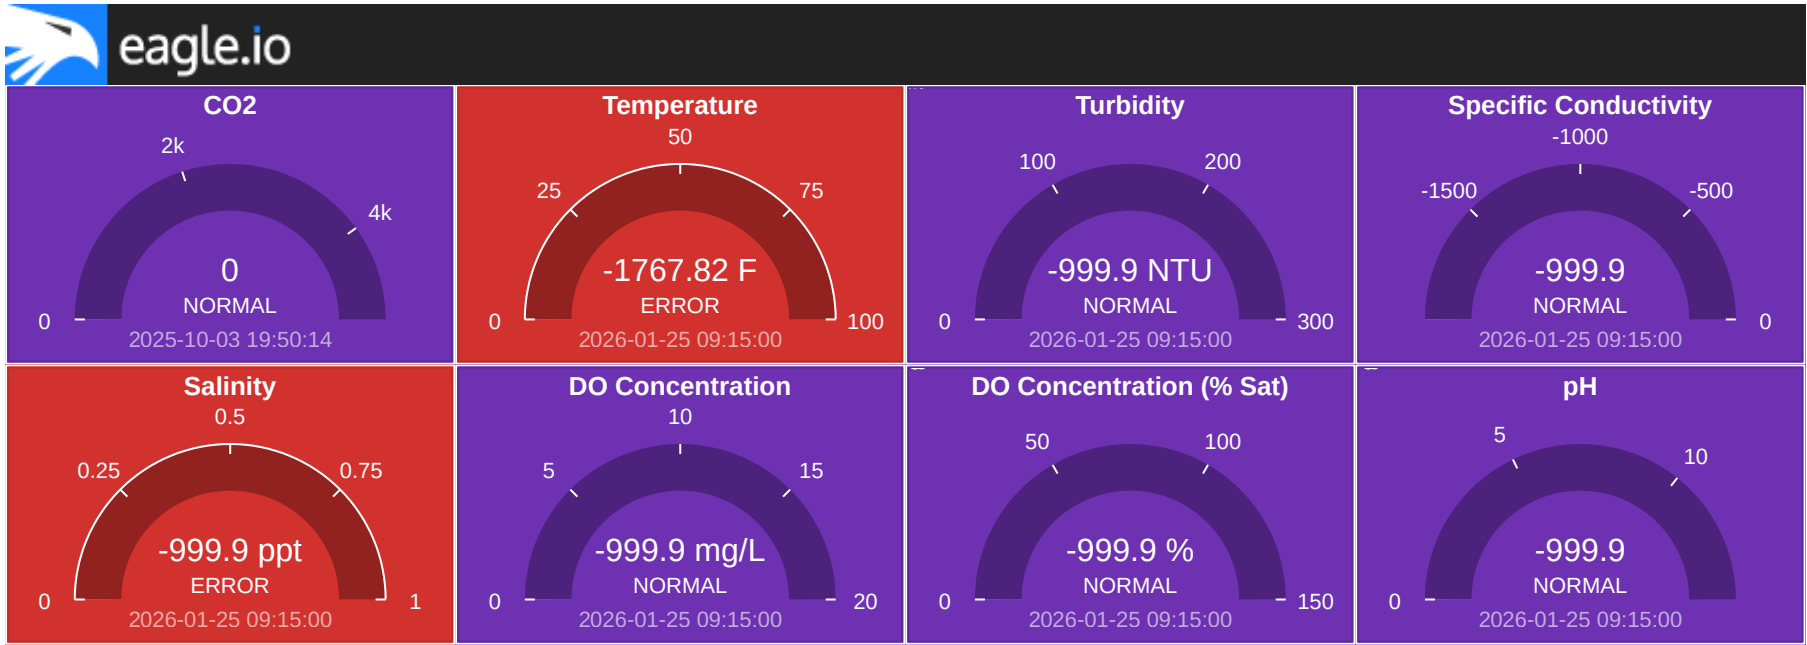 eagle.io
CO2
2k
4k
0
NORMAL
0
2025-10-03 19:50:14
Temperature
50
25
75
-1767.82 F
ERROR
0
100
2026-01-25 09:15:00
Turbidity
100
200
-999.9 NTU
NORMAL
0
300
2026-01-25 09:15:00
Specific Conductivity
-1000
-1500
-500
-999.9
NORMAL
0
2026-01-25 09:15:00
Salinity
0.5
0.25
0.75
-999.9 ppt
ERROR
0
1
2026-01-25 09:15:00
DO Concentration
10
5
15
-999.9 mg/L
NORMAL
0
20
2026-01-25 09:15:00
DO Concentration (% Sat)
50
100
-999.9 %
NORMAL
0
150
2026-01-25 09:15:00
pH
5
10
-999.9
NORMAL
0
2026-01-25 09:15:00